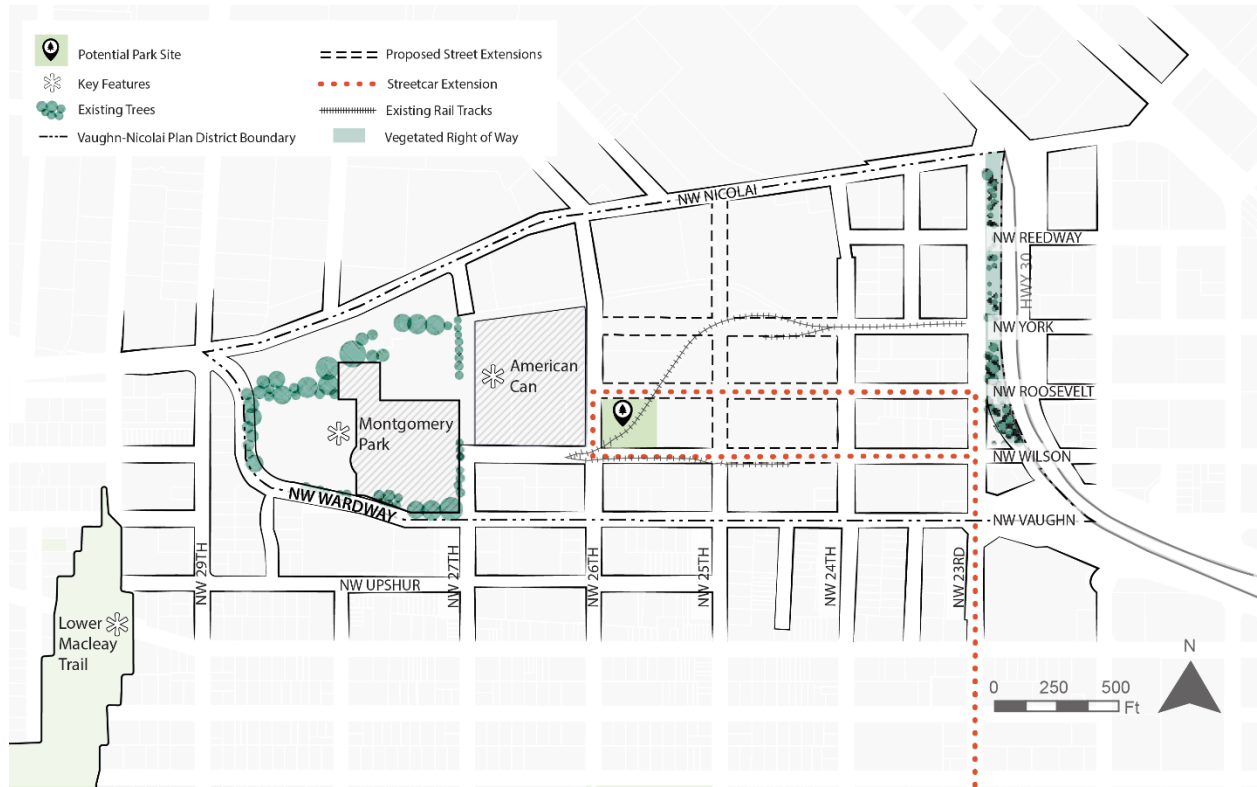 Potential Park Site
Key Features
Existing Trees
Vaughn-Nicolai Plan District Boundary
Proposed Street Extensions
Streetcar Extension
Existing Rail Tracks
Vegetated Right of Way
NW NICOLAI
NW REEDWAY
HWY 30
NW YORK
American
Can
NW ROOSEVELT
Montgomery
Park
NW WILSON
NW WARDWAY
NW VAUGHN
NW 29TH
NW UPSHUR
NW 27TH
NW 26TH
NW 25TH
NW 24TH
NW 23RD
Lower
Macleay
Trail
N
0 250 500
Ft